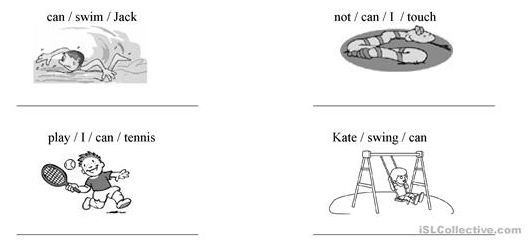 can / swim / Jack
not / can / I / touch
play / I / can / tennis
Kate / swing / can
iSLCollective.com